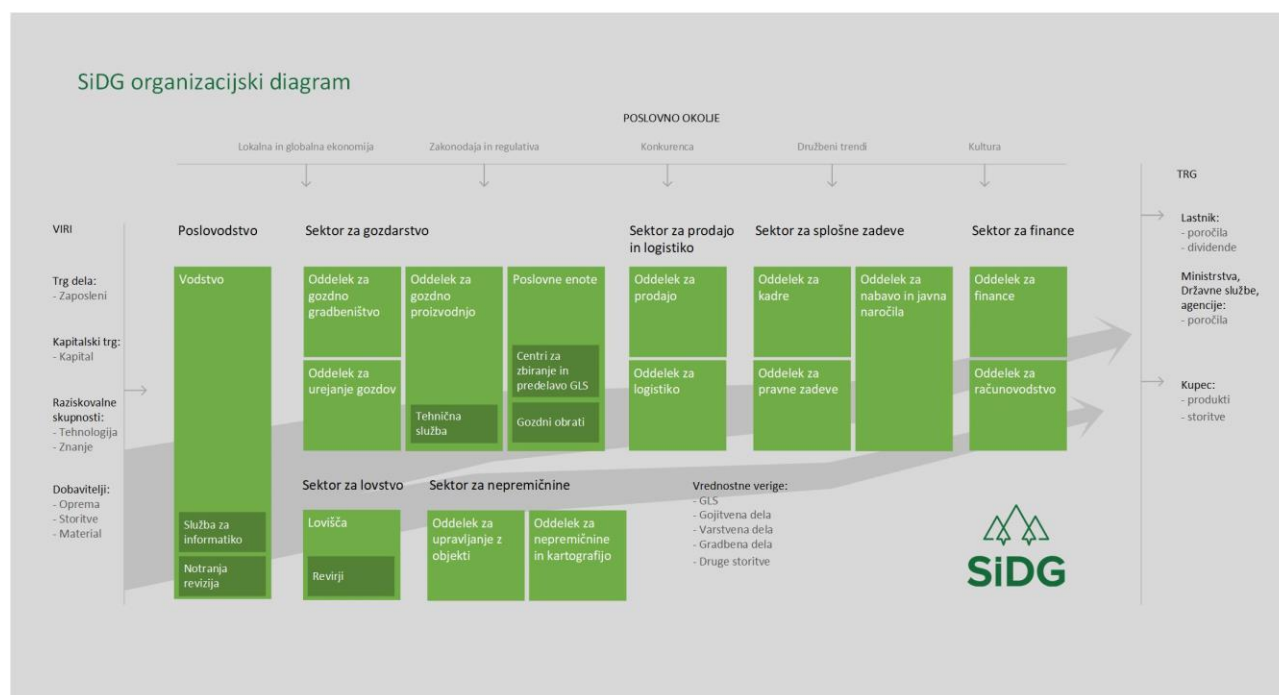 SiDG organizacijski diagram
POSLOVNO OKOLJE
Lokalna in globalna ekonomija
Zakonodaja in regulativa
Konkurenca
Družbeni trendi
Kultura
VIRI
Trg dela:
- Zaposleni
Kapitalski trg:
- Kapital
Raziskovalne
skupnosti:
- Tehnologija
- Znanje
Dobavitelji:
- Oprema
- Storitve
- Material
Poslovodstvo
Vodstvo
Služba za
informatiko
Notranja
revizija
Sektor za gozdarstvo
Oddelek za
gozdno
gradbeništvo
Oddelek za
urejanje gozdov
Oddelek za
gozdno
proizvodnjo
Tehnična
služba
Poslovne enote
Centri za
zbiranje in
predelavo GLS
Gozdni obrati
Sektor za prodajo
in logistiko
Oddelek za
prodajo
Oddelek za
logistiko
Sektor za splošne zadeve
Oddelek za
kadre
Oddelek za
pravne zadeve
Oddelek za
nabavo in javna
naročila
Sektor za finance
Oddelek za
finance
Oddelek za
računovodstvo
Sektor za lovstvo
Lovišča
Revirji
Sektor za nepremičnine
Oddelek za
upravljanje z
objekti
Oddelek za
nepremičnine
in kartografijo
Vrednostne verige:
- GLS
- Gojitvena dela
- Varstvena dela
- Gradbena dela
- Druge storitve
SiDG
TRG
Lastnik:
- poročila
- dividende
Ministrstva,
Državne službe,
agencije:
- poročila
Kupec:
- produkti
- storitve